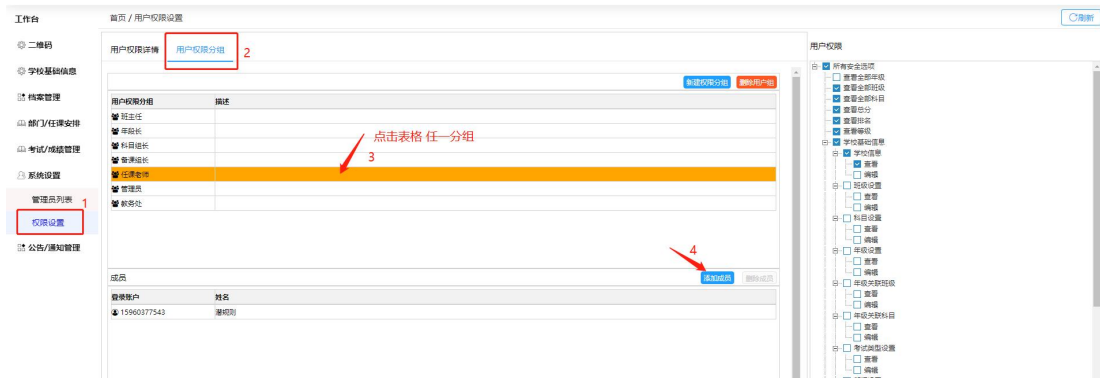 工作台
首页 / 用户权限设置
刷新
二维码
学校基础信息
档案管理
部门/任课安排
考试/成绩管理
系统设置
管理员列表
1
权限设置
公告/通知管理
用户权限详情
用户权限分组
2
新建权限分组
删除用户组
用户权限分组
描述
班主任
年段长
科目组长
备课组长
任课老师
管理员
教务处
点击表格 任一分组
3
4
成员
添加成员
删除成员
登录账户
姓名
15960377543
潜规则
用户权限
所有安全选项
查看全部年级
查看全部班级
查看全部科目
查看总分
查看排名
查看等级
学校基础信息
学校信息
查看
编辑
班级设置
查看
编辑
科目设置
查看
编辑
年级设置
查看
编辑
年级关联班级
查看
编辑
年级关联科目
查看
编辑
考试类型设置
查看
编辑